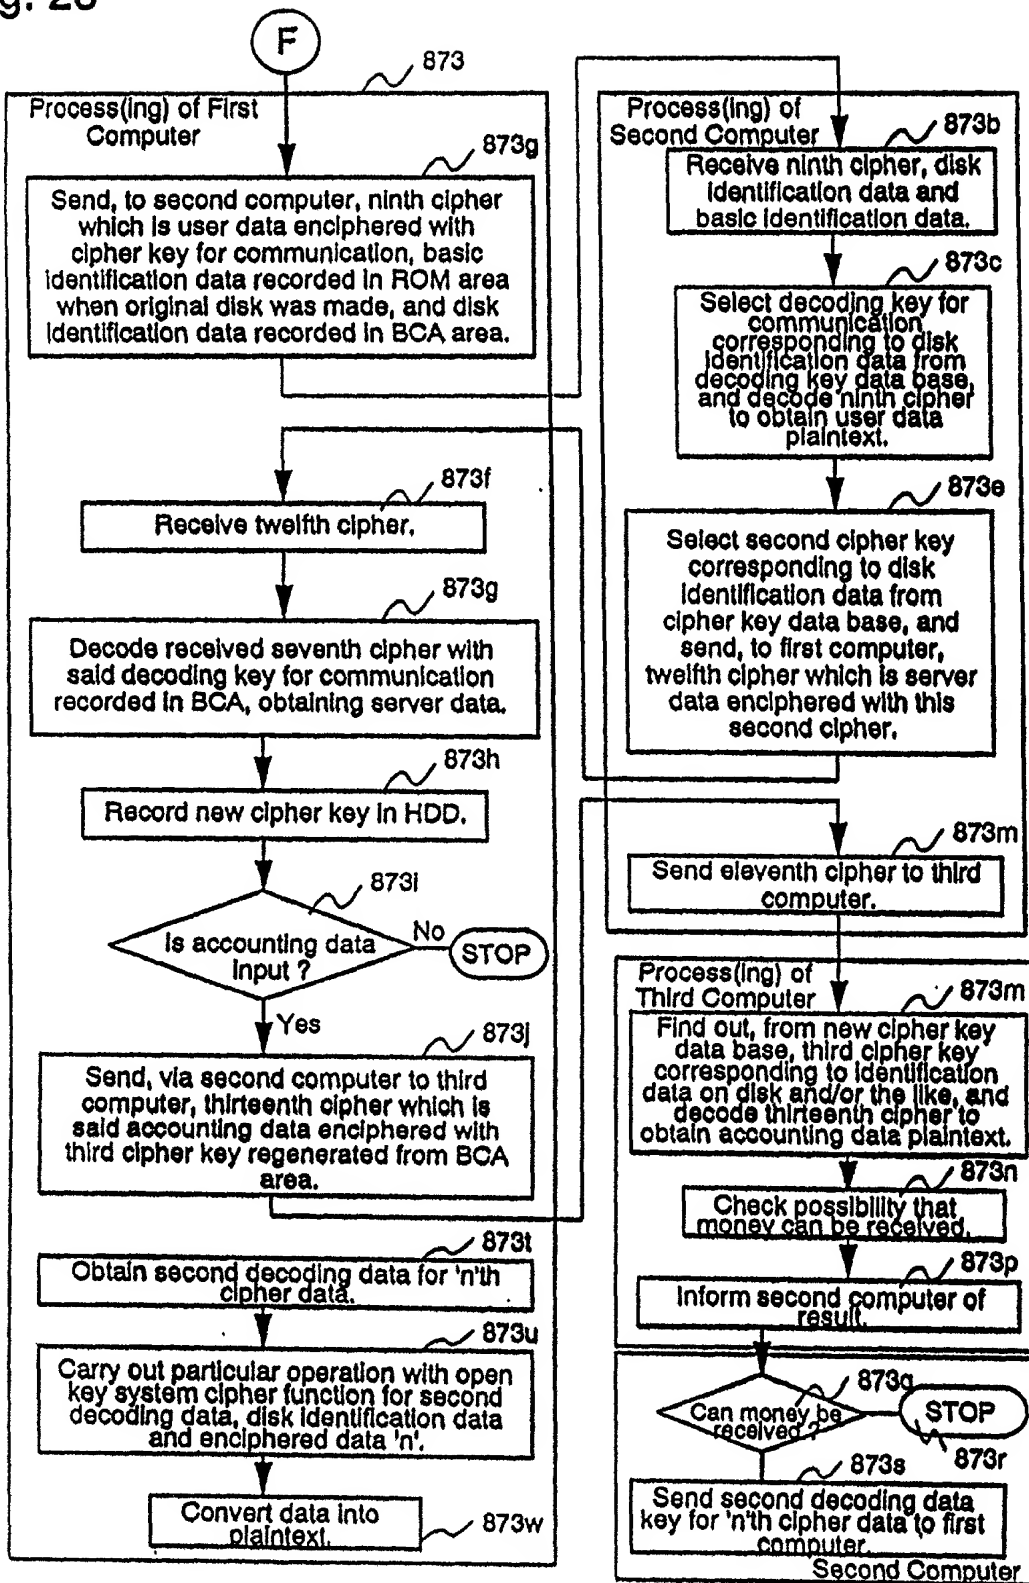 g. 28
F
873
Process(ing) of First
Computer
873g
Send, to second computer, ninth cipher
which is user data enciphered with
cipher key for communication, basic
identification data recorded in ROM area
when original disk was made, and disk
identification data recorded in BCA area.
873f
Receive twelfth cipher.
873g
Decode received seventh cipher with
said decoding key for communication
recorded in BCA, obtaining server data.
873h
Record new cipher key in HDD.
873i
Is accounting data
input ?
No
STOP
Yes
873j
Send, via second computer to third
computer, thirteenth cipher which is
said accounting data enciphered with
third cipher key regenerated from BCA
area.
873t
Obtain second decoding data for 'n'th
cipher data.
873u
Carry out particular operation with open
key system cipher function for second
decoding data, disk identification data
and enciphered data 'n'.
Convert data into
plaintext.
873w
Process(ing) of
Second Computer
873b
Receive ninth cipher, disk
identification data and
basic identification data.
873c
Select decoding key for
communication
corresponding to disk
identification data from
decoding key data base,
and decode ninth cipher
to obtain user data
plaintext.
873e
Select second cipher key
corresponding to disk
identification data from
cipher key data base, and
send, to first computer,
twelfth cipher which is server
data enciphered with this
second cipher.
873m
Send eleventh cipher to third
computer.
Process(ing) of
Third Computer
873m
Find out, from new cipher key
data base, third cipher key
corresponding to identification
data on disk and/or the like, and
decode thirteenth cipher to
obtain accounting data plaintext.
873n
Check possibility that
money can be received.
873p
Inform second computer of
result.
873q
Can money be
received ?
STOP
873r
873s
Send second decoding data
key for 'n'th cipher data to first
computer.
Second Computer